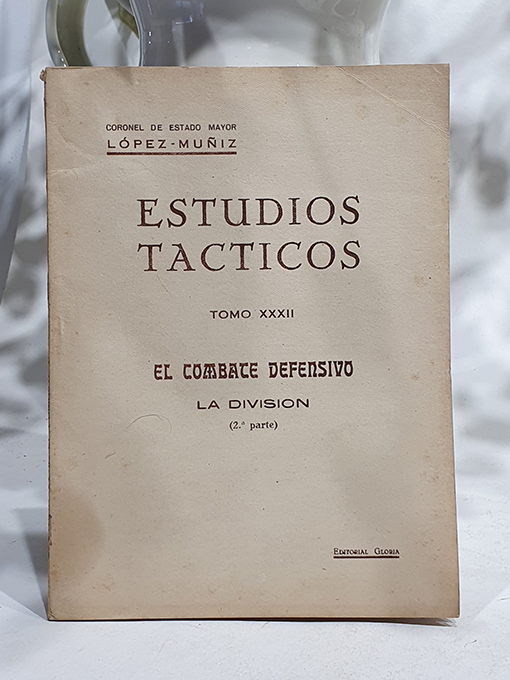 CORONEL DE ESTADO MAYOR
LÓPEZ-MUÑIZ
ESTUDIOS
TACTICOS
TOMO XXXII
EL COMBATE DEFENSIVO
LA DIVISION
(2.ª parte)
EDITORIAL GLORIA